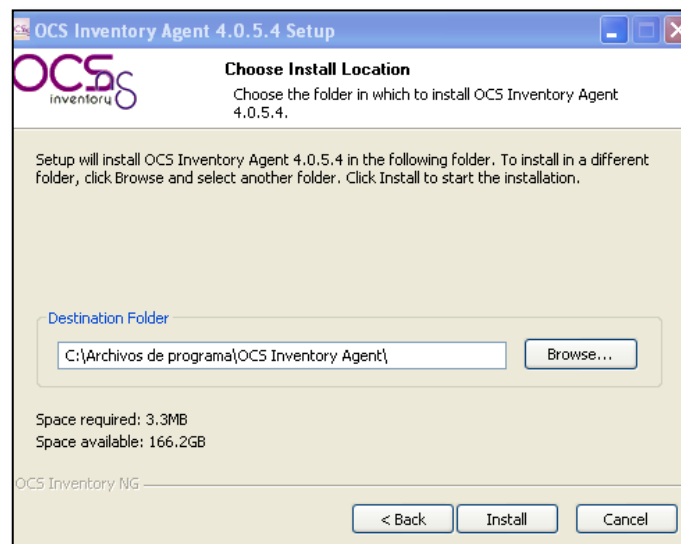 OCS Inventory Agent 4.0.5.4 Setup
OCS ng
inventory
Choose Install Location
Choose the folder in which to install OCS Inventory Agent
4.0.5.4.
Setup will install OCS Inventory Agent 4.0.5.4 in the following folder. To install in a different
folder, click Browse and select another folder. Click Install to start the installation.
Destination Folder
C:\Archivos de programa\OCS Inventory Agent\
Browse...
Space required: 3.3MB
Space available: 166.2GB
OCS Inventory NG
< Back Install Cancel